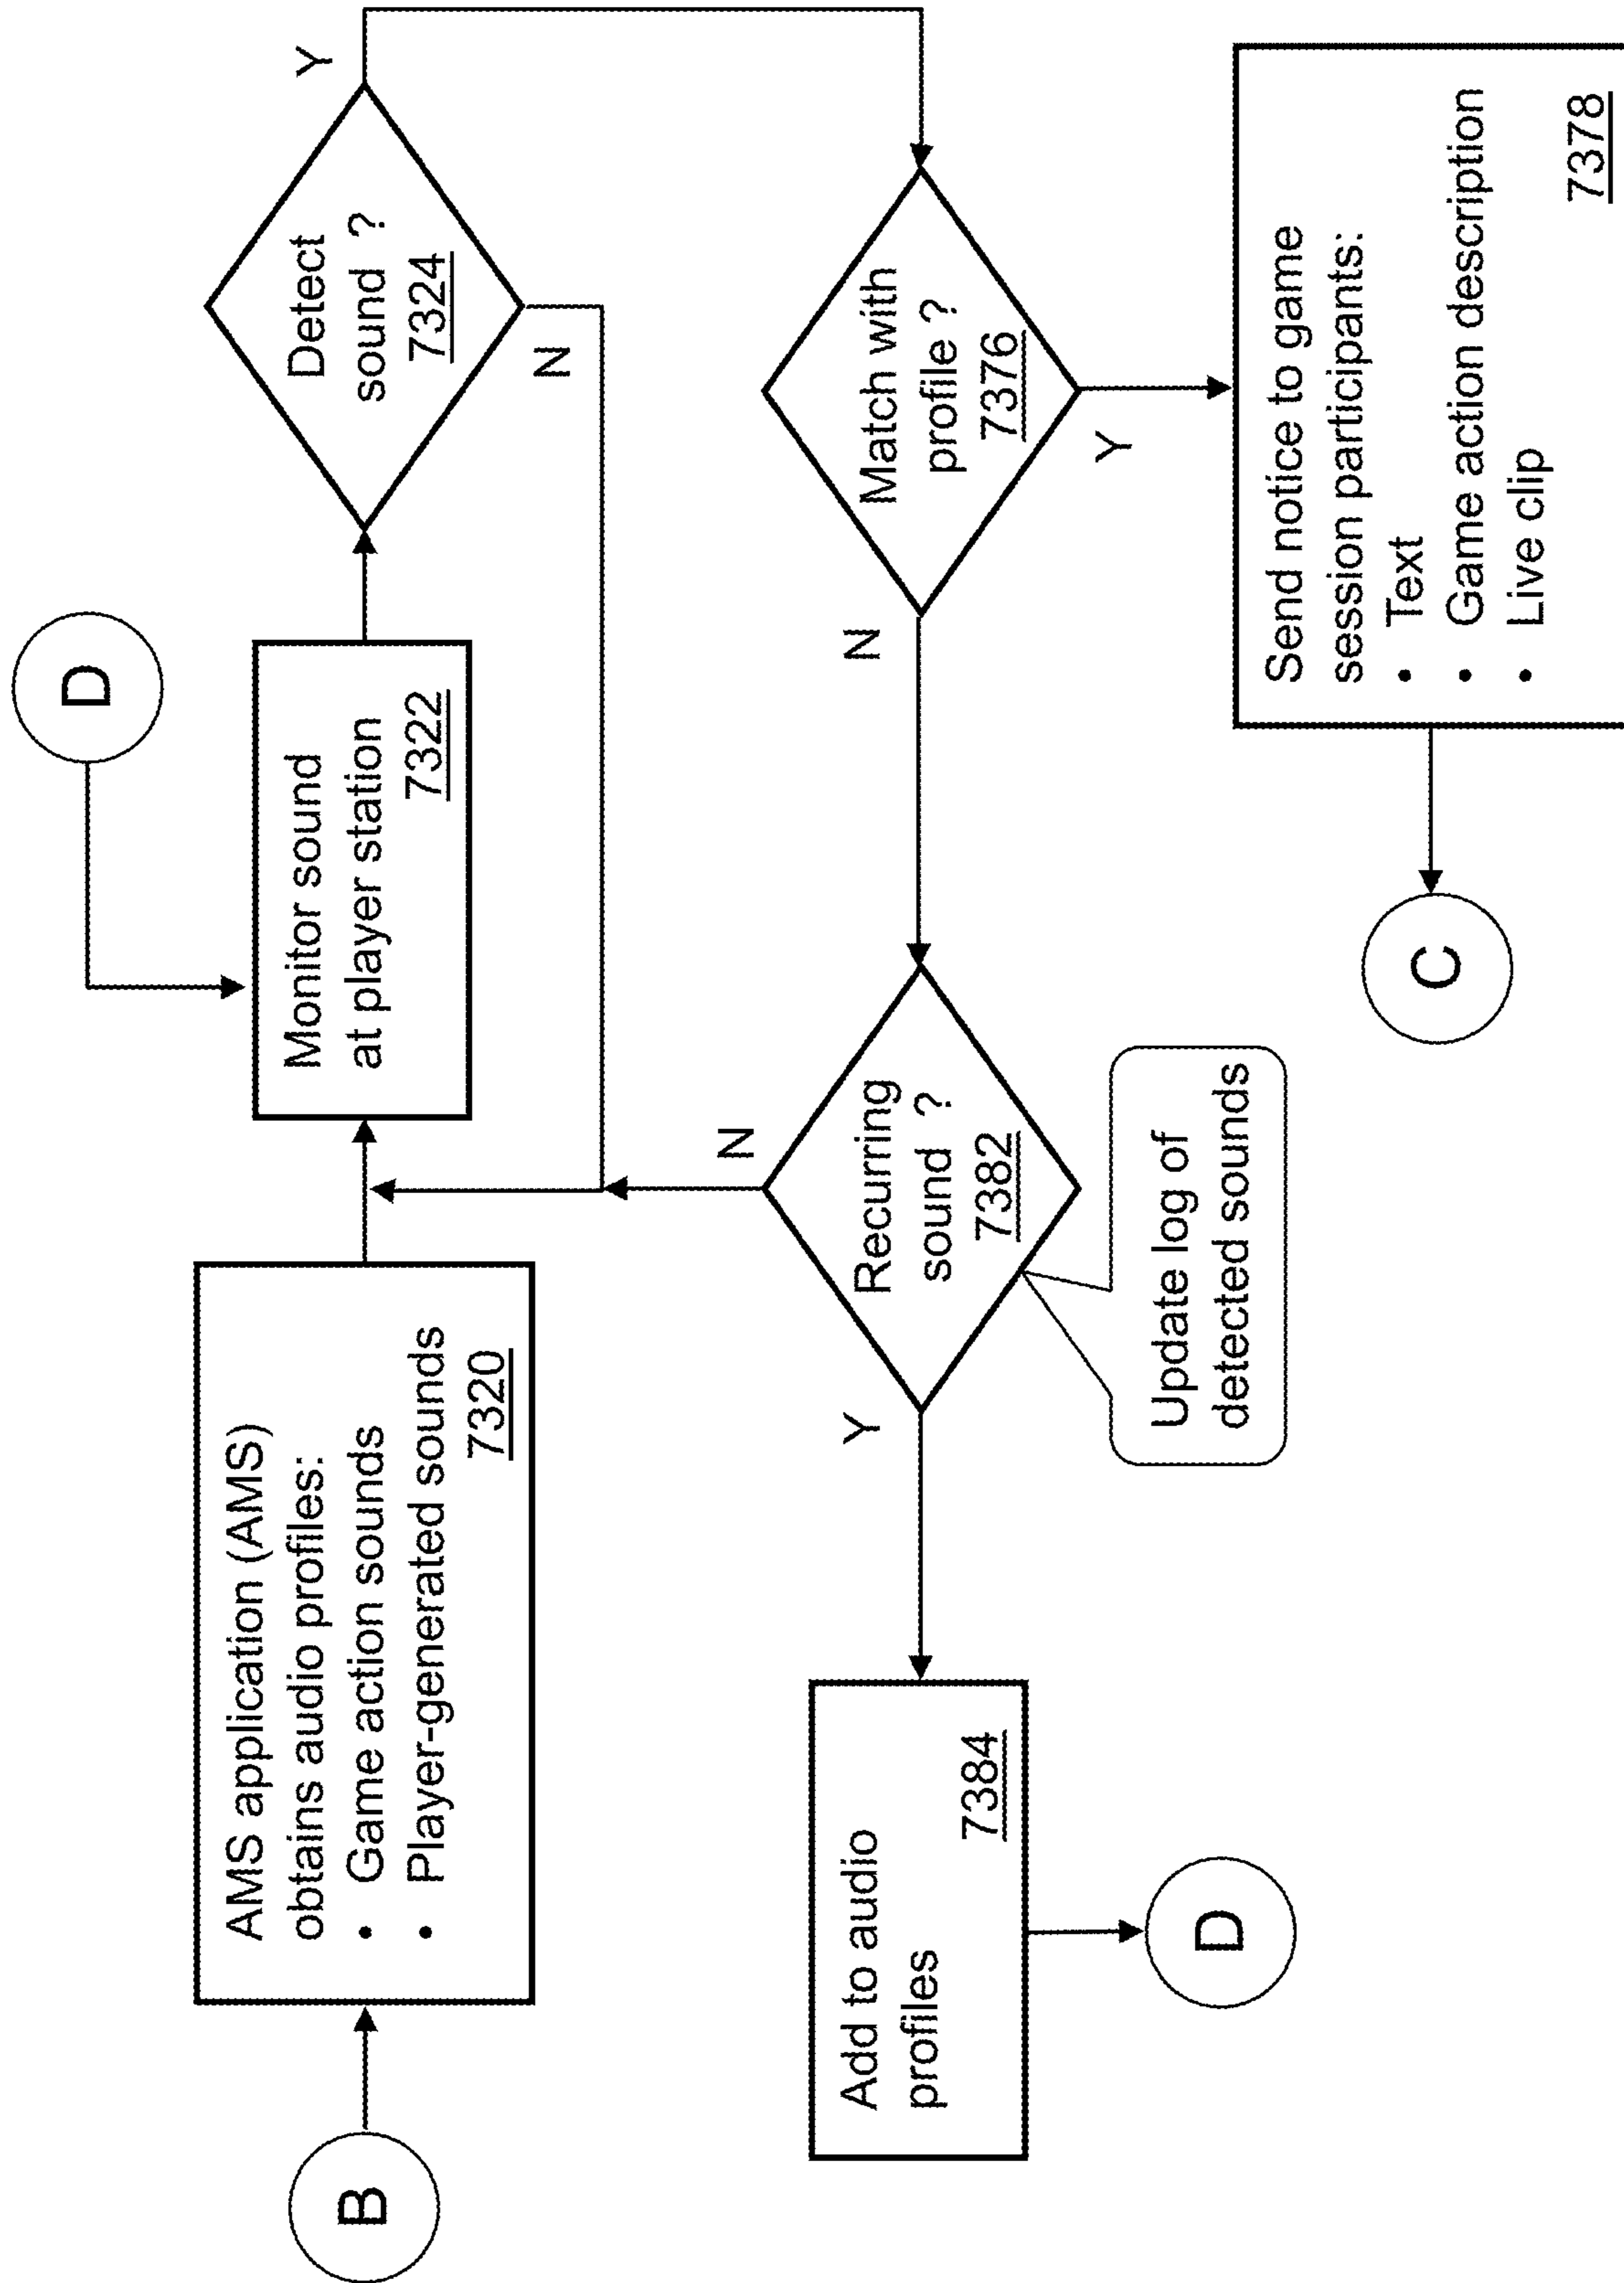 B
AMS application (AMS)
obtains audio profiles:
• Game action sounds
• Player-generated sounds
7320
D
Monitor sound
at player station
7322
Detect
sound ?
7324
Y
N
Match with
profile ?
7376
N
Y
Recurring
sound ?
7382
N
Y
Update log of
detected sounds
Add to audio
profiles
7384
D
Send notice to game
session participants:
• Text
• Game action description
• Live clip
7378
C